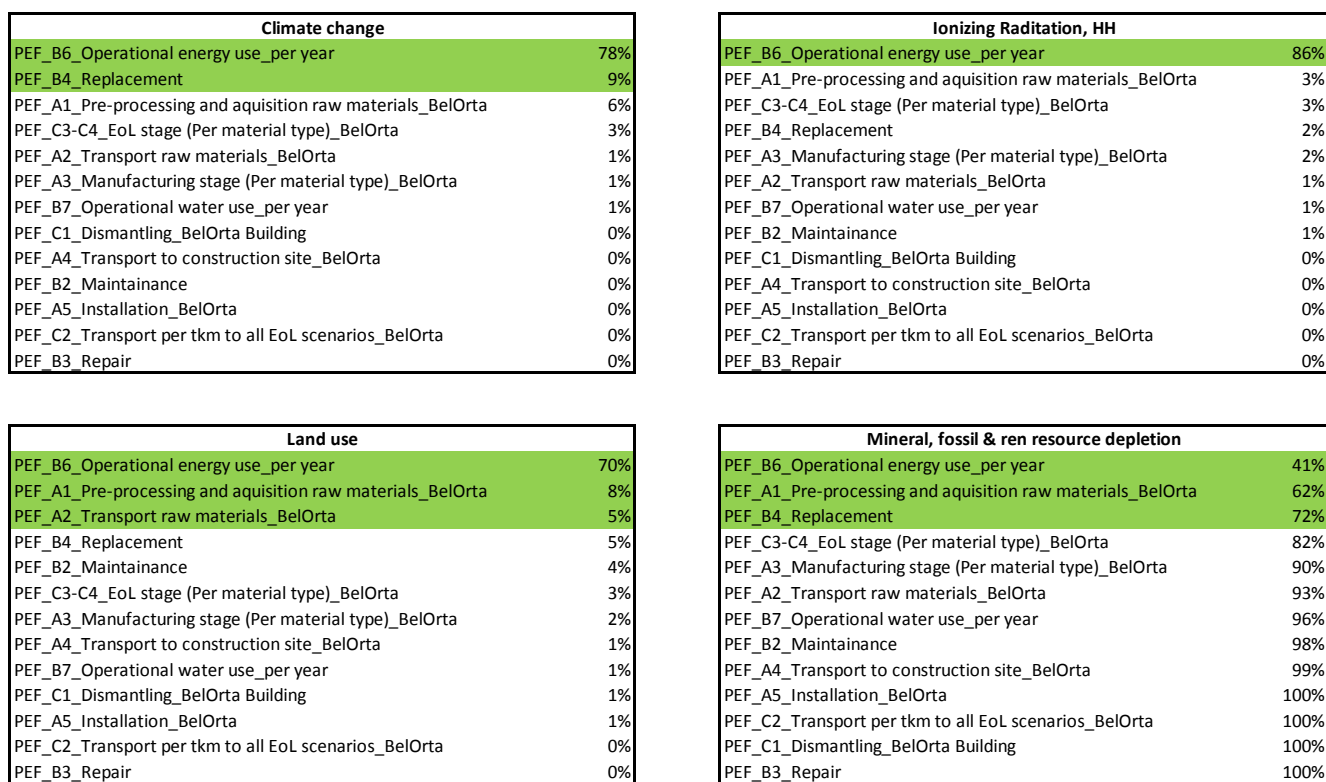 Climate change
PEF_B6_Operational energy use_per year 78%
PEF_B4_Replacement 9%
PEF_A1_Pre-processing and aquisition raw materials_BelOrta 6%
PEF_C3-C4_EoL stage (Per material type)_BelOrta 3%
PEF_A2_Transport raw materials_BelOrta 1%
PEF_A3_Manufacturing stage (Per material type)_BelOrta 1%
PEF_B7_Operational water use_per year 1%
PEF_C1_Dismantling_BelOrta Building 0%
PEF_A4_Transport to construction site_BelOrta 0%
PEF_B2_Maintainance 0%
PEF_A5_Installation_BelOrta 0%
PEF_C2_Transport per tkm to all EoL scenarios_BelOrta 0%
PEF_B3_Repair 0%
Ionizing Raditation, HH
PEF_B6_Operational energy use_per year 86%
PEF_A1_Pre-processing and aquisition raw materials_BelOrta 3%
PEF_C3-C4_EoL stage (Per material type)_BelOrta 3%
PEF_B4_Replacement 2%
PEF_A3_Manufacturing stage (Per material type)_BelOrta 2%
PEF_A2_Transport raw materials_BelOrta 1%
PEF_B7_Operational water use_per year 1%
PEF_B2_Maintainance 1%
PEF_C1_Dismantling_BelOrta Building 0%
PEF_A4_Transport to construction site_BelOrta 0%
PEF_A5_Installation_BelOrta 0%
PEF_C2_Transport per tkm to all EoL scenarios_BelOrta 0%
PEF_B3_Repair 0%
Land use
PEF_B6_Operational energy use_per year 70%
PEF_A1_Pre-processing and aquisition raw materials_BelOrta 8%
PEF_A2_Transport raw materials_BelOrta 5%
PEF_B4_Replacement 5%
PEF_B2_Maintainance 4%
PEF_C3-C4_EoL stage (Per material type)_BelOrta 3%
PEF_A3_Manufacturing stage (Per material type)_BelOrta 2%
PEF_A4_Transport to construction site_BelOrta 1%
PEF_B7_Operational water use_per year 1%
PEF_C1_Dismantling_BelOrta Building 1%
PEF_A5_Installation_BelOrta 1%
PEF_C2_Transport per tkm to all EoL scenarios_BelOrta 0%
PEF_B3_Repair 0%
Mineral, fossil & ren resource depletion
PEF_B6_Operational energy use_per year 41%
PEF_A1_Pre-processing and aquisition raw materials_BelOrta 62%
PEF_B4_Replacement 72%
PEF_C3-C4_EoL stage (Per material type)_BelOrta 82%
PEF_A3_Manufacturing stage (Per material type)_BelOrta 90%
PEF_A2_Transport raw materials_BelOrta 93%
PEF_B7_Operational water use_per year 96%
PEF_B2_Maintainance 98%
PEF_A4_Transport to construction site_BelOrta 99%
PEF_A5_Installation_BelOrta 100%
PEF_C2_Transport per tkm to all EoL scenarios_BelOrta 100%
PEF_C1_Dismantling_BelOrta Building 100%
PEF_B3_Repair 100%